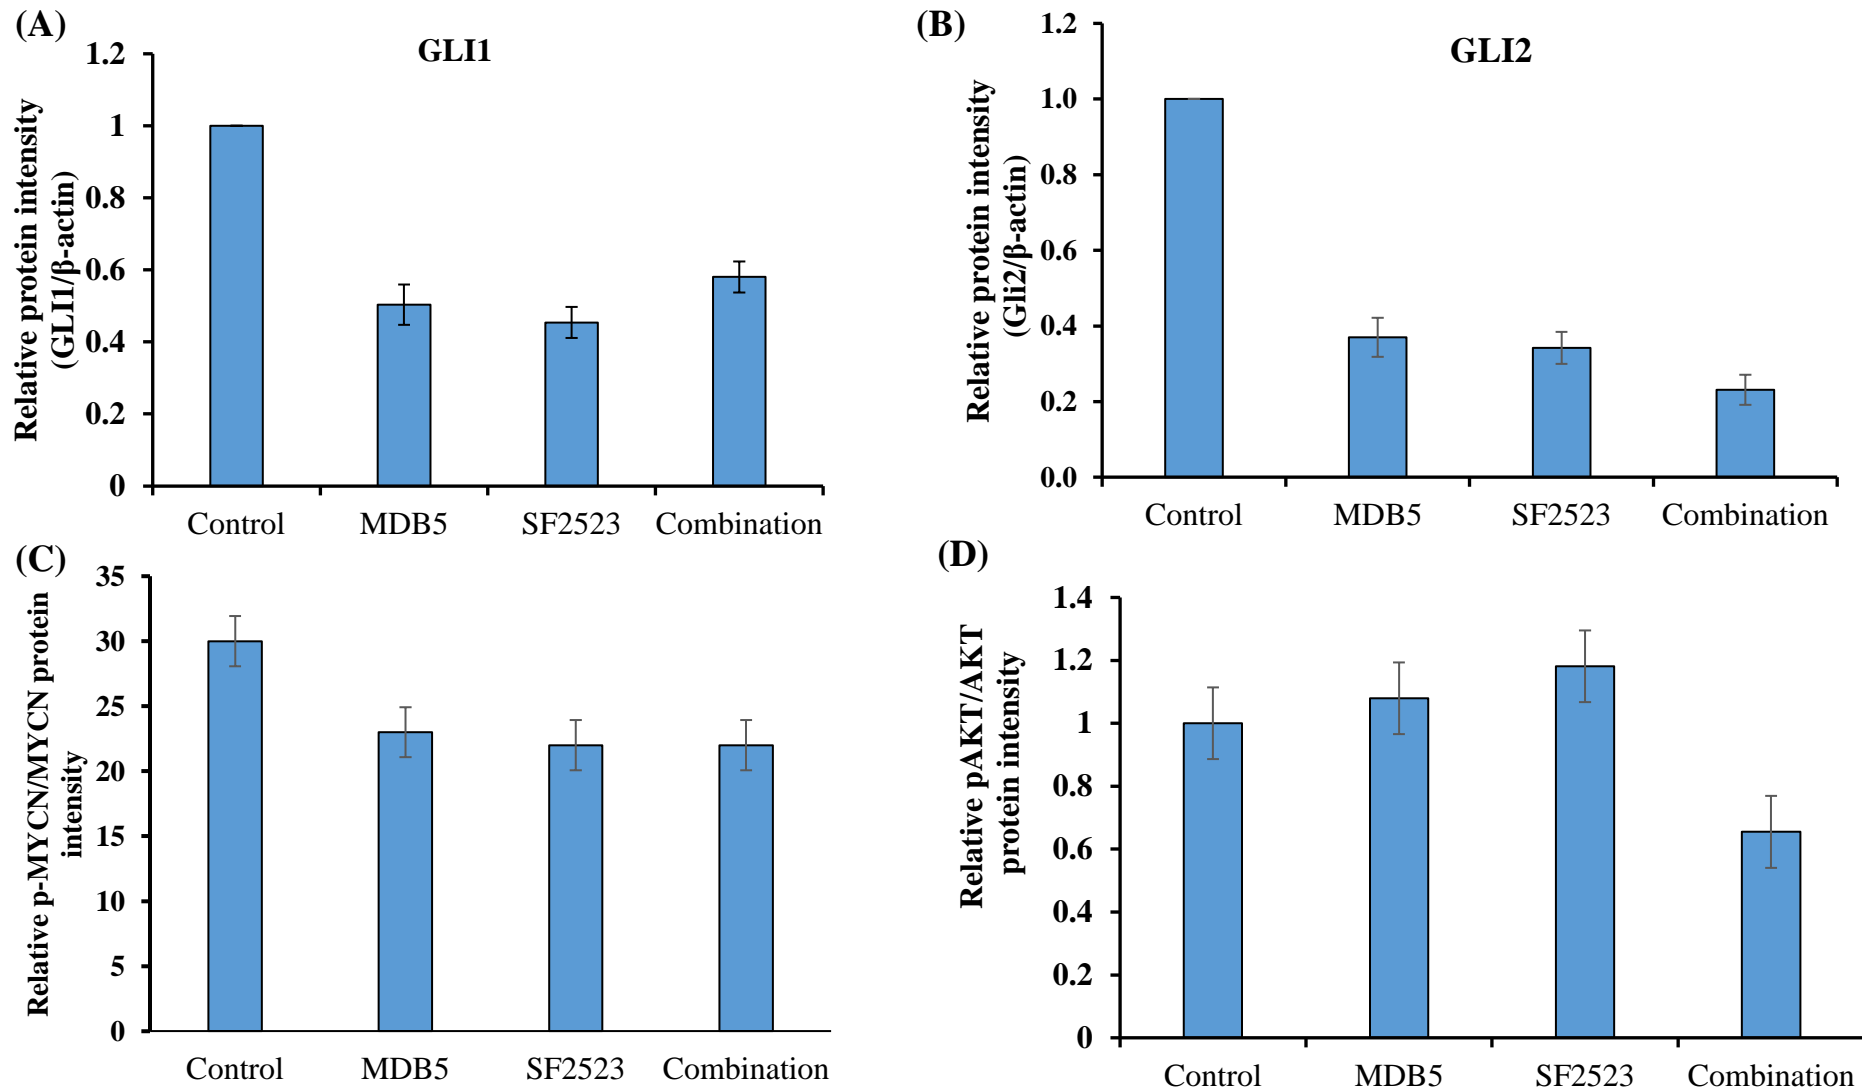 (A)
GLI1
Relative protein intensity
(GLI1/β-actin)
1.2
1
0.8
0.6
0.4
0.2
0
Control MDB5 SF2523 Combination
(B)
GLI2
Relative protein intensity
(Gli2/β-actin)
1.2
1.0
0.8
0.6
0.4
0.2
0.0
Control MDB5 SF2523 Combination
(C)
Relative p-MYCN/MYCN protein
intensity
35
30
25
20
15
10
5
0
Control MDB5 SF2523 Combination
(D)
Relative pAKT/AKT
protein intensity
1.4
1.2
1
0.8
0.6
0.4
0.2
0
Control MDB5 SF2523 Combination